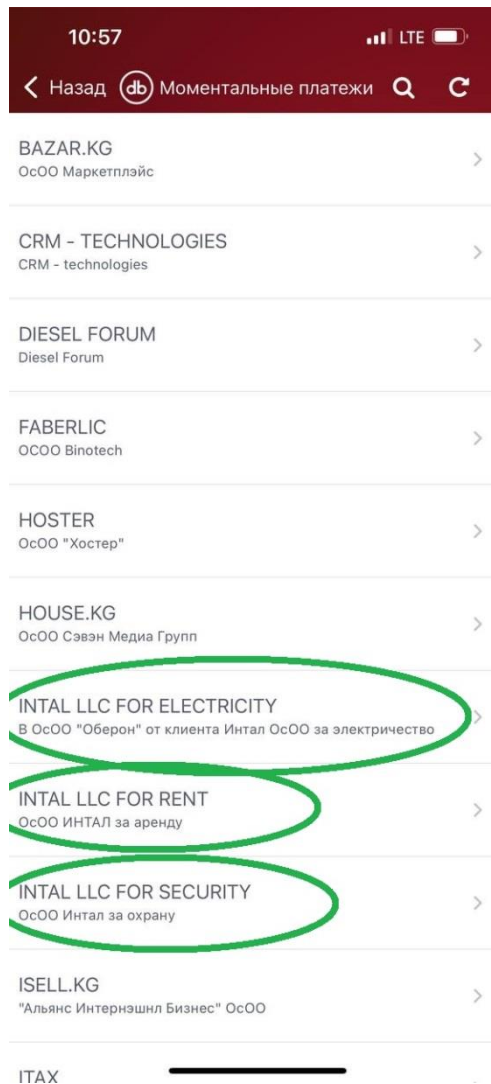 10:57 LTE
Назад db Моментальные платежи
BAZAR.KG
ОсОО Маркетплэйс
CRM - TECHNOLOGIES
CRM - technologies
DIESEL FORUM
Diesel Forum
FABERLIC
ОСОО Binotech
HOSTER
ОсОО "Хостер"
HOUSE.KG
ОсОО Сэвэн Медиа Групп
INTAL LLC FOR ELECTRICITY
В ОсОО "Оберон" от клиента Интал ОсОО за электричество
INTAL LLC FOR RENT
ОсОО ИНТАЛ за аренду
INTAL LLC FOR SECURITY
ОсОО Интал за охрану
ISELL.KG
"Альянс Интернэшнл Бизнес" ОсОО
ITAX